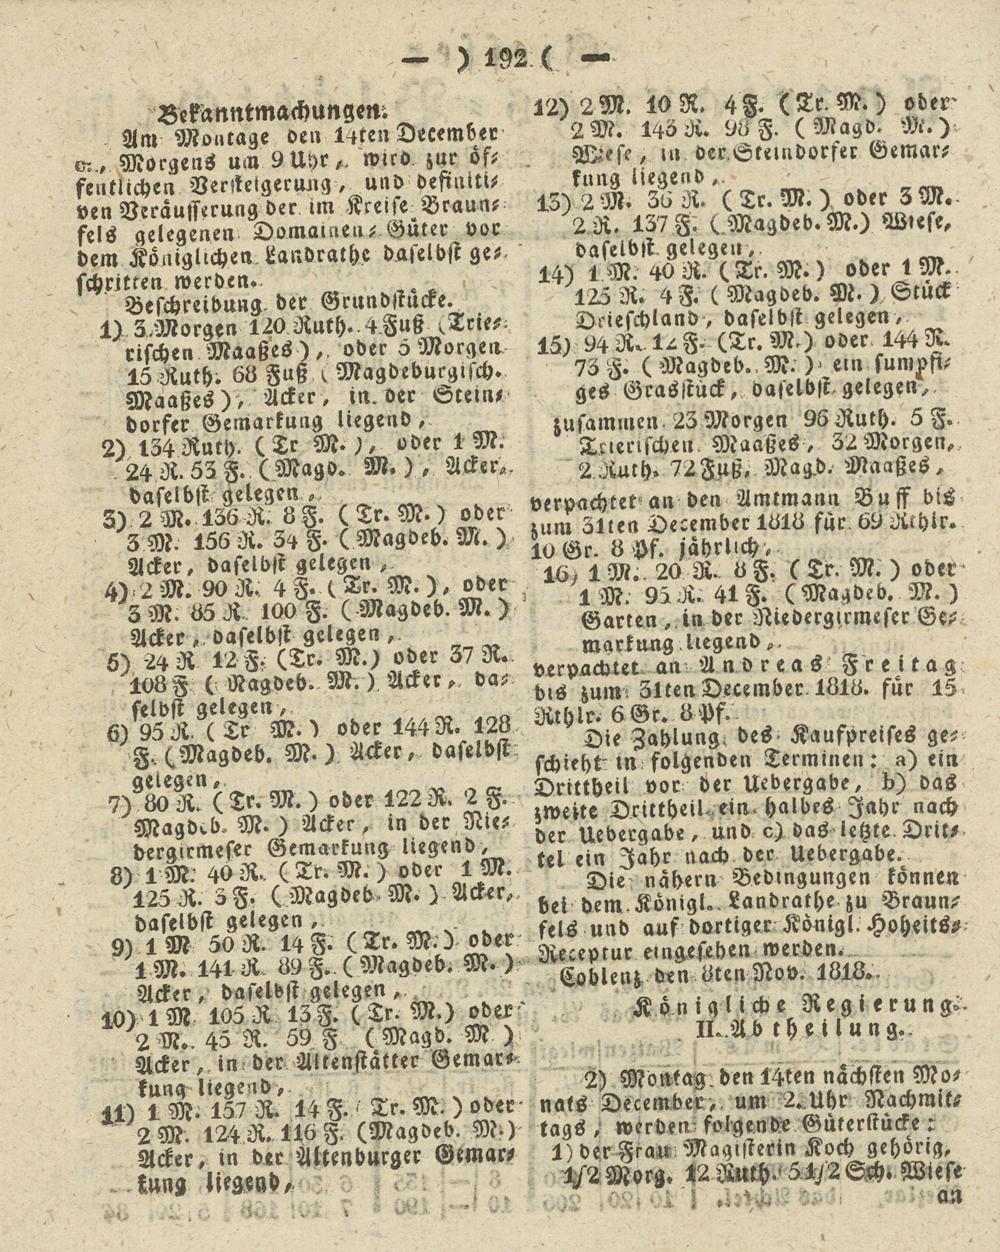 — ) 192 ( —
Bekanntmachungen.
Am Montage den 14ten December
c., Morgens um 9 Uhr, wird zur öf-
fentlichen Versteigerung, und definiti-
ven Veräusserung der im Kreise Braun-
fels gelegenen Domainen-Güter vor
dem Königlichen Landrathe daselbst ge-
schritten werden.
Beschreibung der Grundstücke.
1) 3 Morgen 120 Ruth. 4 Fuß (Trie-
rischen Maaßes), oder 5 Morgen
15 Ruth. 68 Fuß (Magdeburgisch.
Maaßes), Acker, in der Stein-
dorfer Gemarkung liegend,
2) 134 Ruth. (Tr. M.), oder 1 M.
24 R. 53 F. (Magd. M.), Acker,
daselbst gelegen,
3) 2 M. 136 R. 8 F. (Tr. M.) oder
3 M. 156 R. 34 F. (Magdeb. M.)
Acker, daselbst gelegen,
4) 2 M. 90 R. 4 F. (Tr. M.), oder
3 M. 85 R. 100 F. (Magdeb. M.)
Acker, daselbst gelegen,
5) 24 R. 12 F. (Tr. M.) oder 37 R.
108 F. (Magdeb. M.) Acker, da-
selbst gelegen,
6) 95 R. (Tr. M.) oder 144 R. 128
F. (Magdeb. M.) Acker, daselbst
gelegen,
7) 80 R. (Tr. M.) oder 122 R. 2 F.
Magdeb. M.) Acker, in der Nie-
dergirmeser Gemarkung liegend,
8) 1 M. 40 R. (Tr. M.) oder 1 M.
125 R. 3 F. (Magdeb. M.) Acker,
daselbst gelegen,
9) 1 M. 50 R. 14 F. (Tr. M.) oder
1 M. 141 R. 89 F. (Magdeb. M.)
Acker, daselbst gelegen,
10) 1 M. 105 R. 13 F. (Tr. M.) oder
2 M. 45 R. 59 F. (Magd. M.)
Acker, in der Altenstätter Gemar-
kung liegend,
11) 1 M. 157 R. 14 F. (Tr. M.) oder
2 M. 124 R. 116 F. (Magdeb. M.)
Acker, in der Altenburger Gemar-
kung liegend,
12) 2 M. 10 R. 4 F. (Tr. M.) oder
2 M. 143 R. 98 F. (Magd. M.)
Wiese, in der Steindorfer Gemar-
kung liegend,
13) 2 M. 36 R. (Tr. M.) oder 3 M.
2 R. 137 F. (Magdeb. M.) Wiese,
daselbst gelegen,
14) 1 M. 40 R. (Tr. M.) oder 1 M.
125 R. 4 F. (Magdeb. M.) Stück
Drieschland, daselbst gelegen,
15) 94 R. 12 F. (Tr. M.) oder 144 R.
73 F. (Magdeb. M.) ein sumpfi-
ges Grasstück, daselbst gelegen,
zusammen 23 Morgen 96 Ruth. 5 F.
Trierischen Maaßes, 32 Morgen,
2 Ruth. 72 Fuß, Magd. Maaßes,
verpachtet an den Amtmann Buff bis
zum 31ten December 1818 für 69 Rthlr.
10 Gr. 8 Pf. jährlich,
16) 1 M. 20 R. 8 F. (Tr. M.) oder
1 M. 95 R. 41 F. (Magdeb. M.)
Garten, in der Niedergirmeser Ge-
markung liegend,
verpachtet an Andreas Freitag
bis zum 31ten December 1818. für 15
Rthlr. 6 Gr. 8 Pf.
Die Zahlung des Kaufpreises ge-
schieht in folgenden Terminen: a) ein
Drittheil vor der Uebergabe, b) das
zweite Drittheil ein halbes Jahr nach
der Uebergabe, und c) das letzte Drit-
tel ein Jahr nach der Uebergabe.
Die nähern Bedingungen können
bei dem Königl. Landrathe zu Braun-
fels und auf dortiger Königl. Hoheits-
Receptur eingesehen werden.
Coblenz den 8ten Nov. 1818.
Königliche Regierung.
II. Abtheilung.
2) Montag den 14ten nächsten Mo-
nats December, um 2 Uhr Nachmit-
tags, werden folgende Güterstücke:
1) der Frau Magisterin Koch gehörig,
1/2 Morg. 12 Ruth. 5 1/2 Sch. Wiese
an